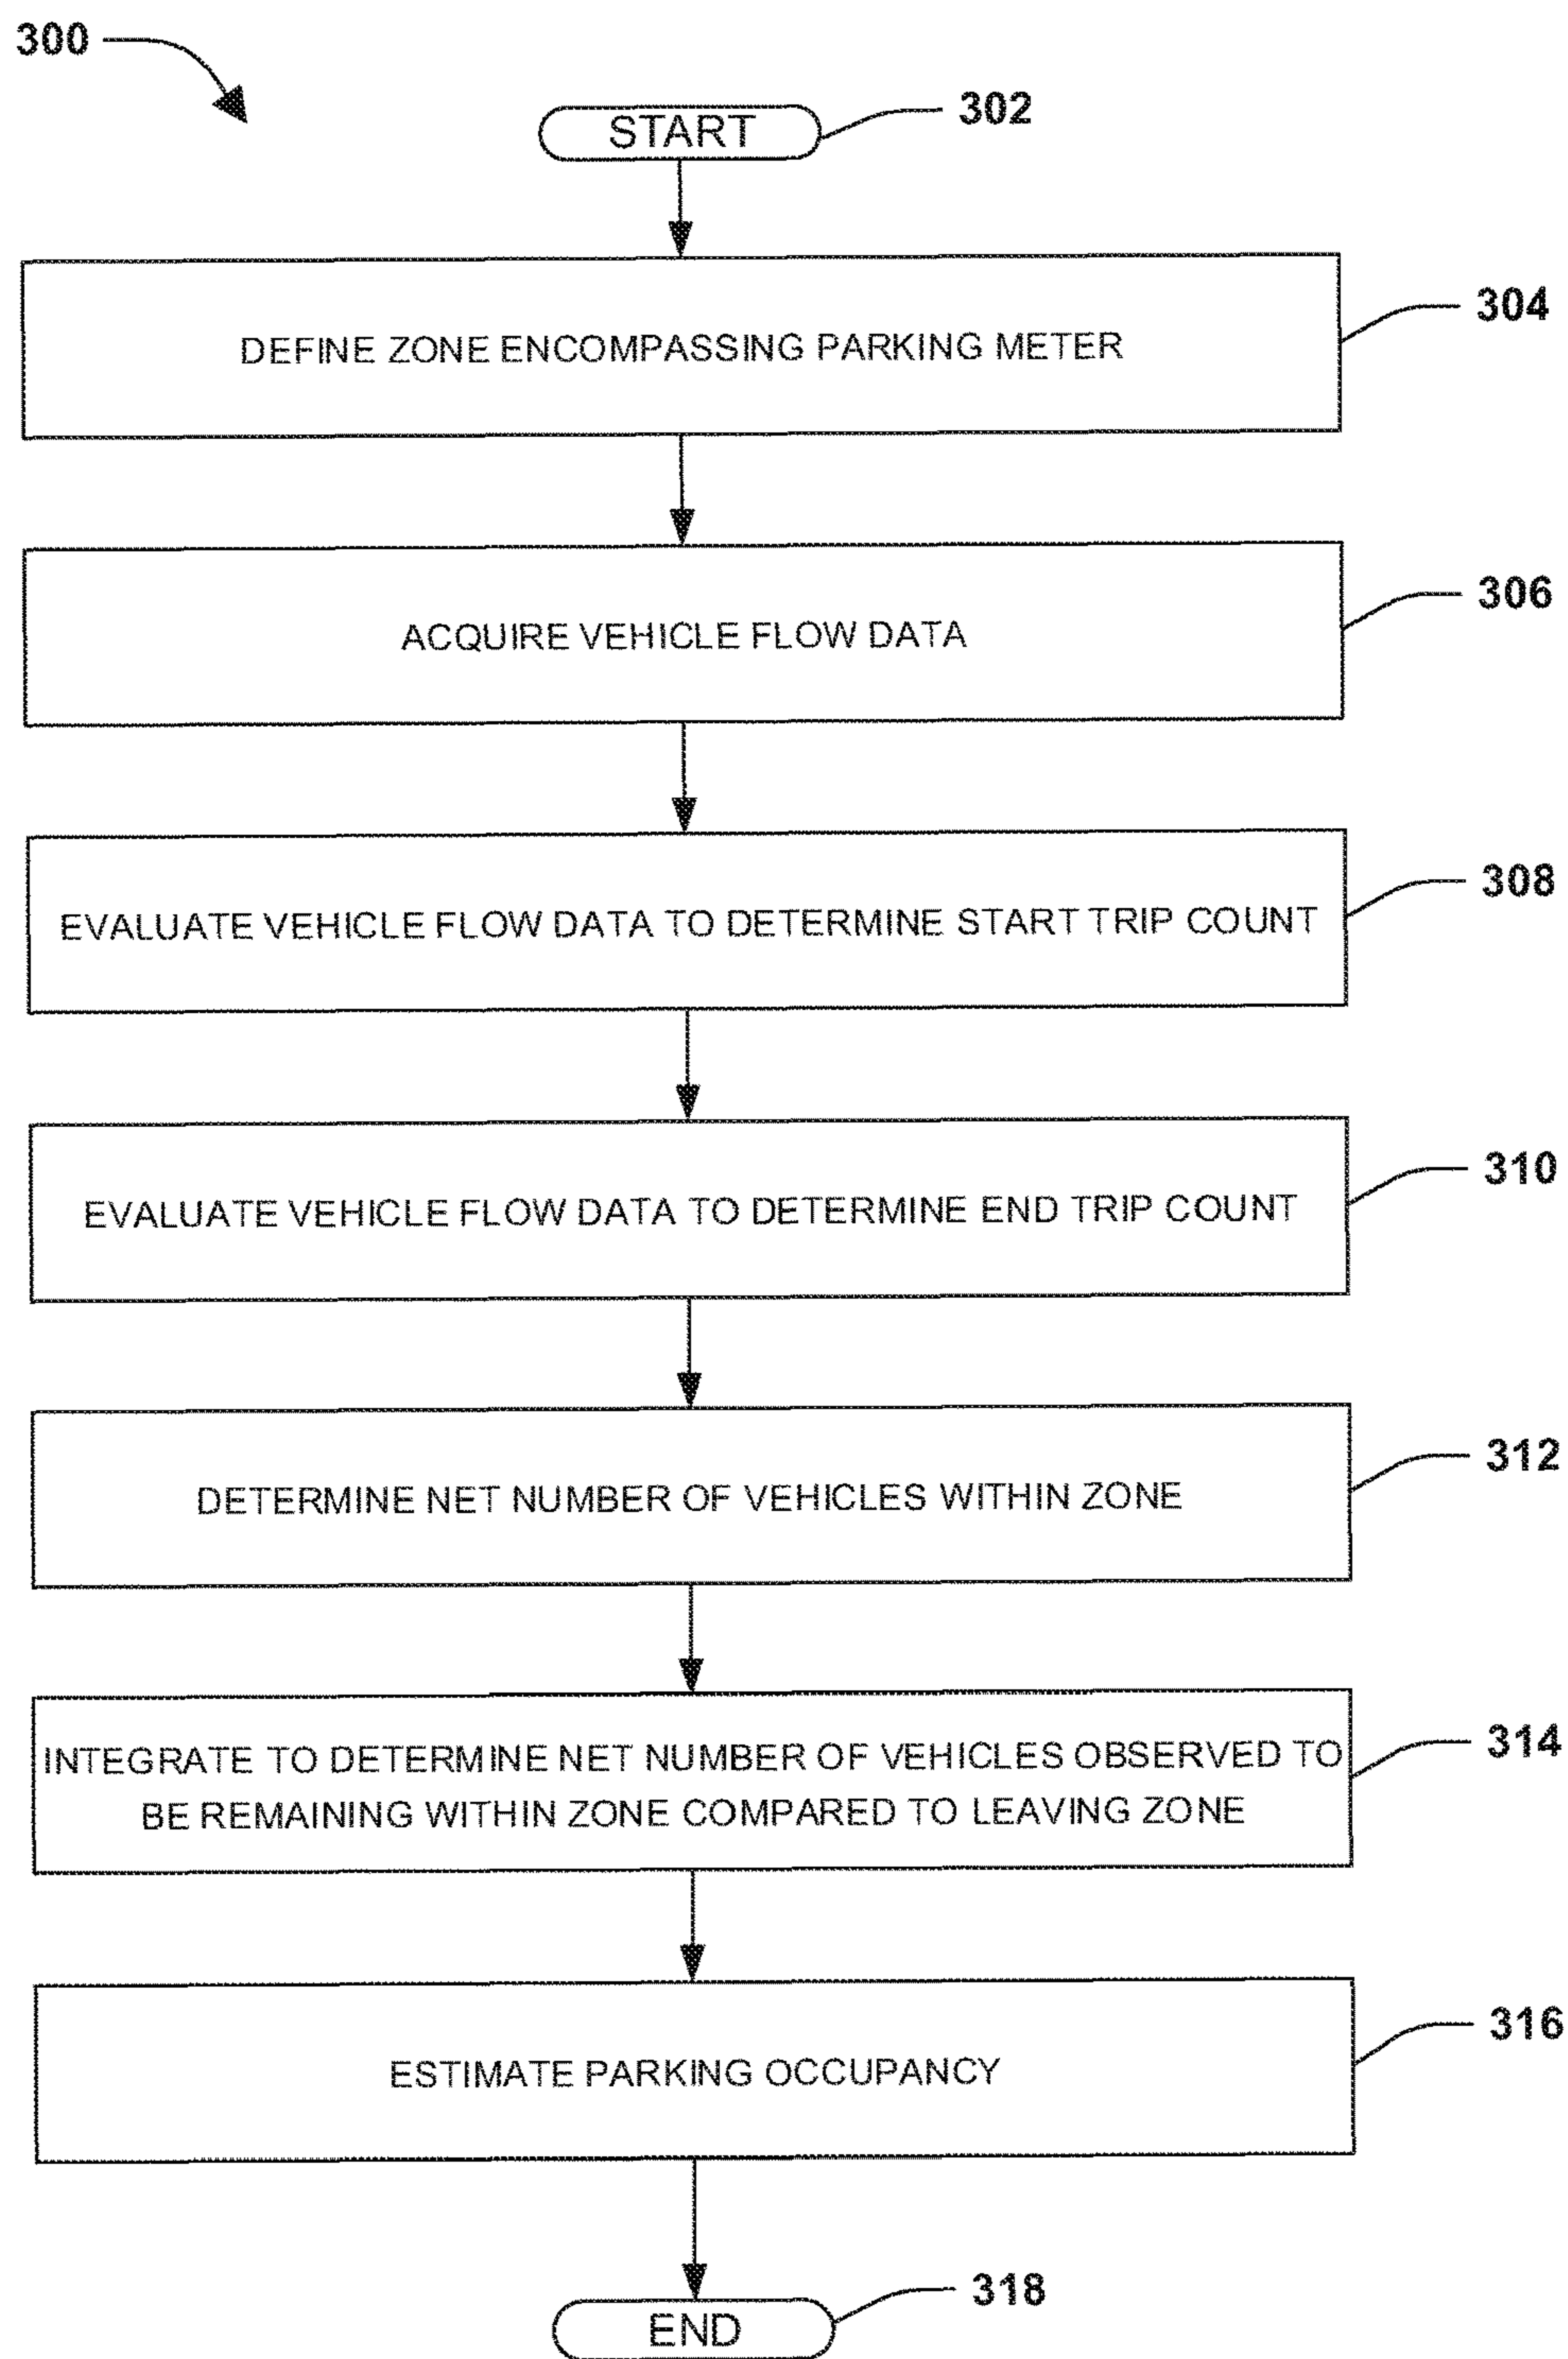 300
START
302
DEFINE ZONE ENCOMPASSING PARKING METER
304
ACQUIRE VEHICLE FLOW DATA
306
EVALUATE VEHICLE FLOW DATA TO DETERMINE START TRIP COUNT
308
EVALUATE VEHICLE FLOW DATA TO DETERMINE END TRIP COUNT
310
DETERMINE NET NUMBER OF VEHICLES WITHIN ZONE
312
INTEGRATE TO DETERMINE NET NUMBER OF VEHICLES OBSERVED TO
BE REMAINING WITHIN ZONE COMPARED TO LEAVING ZONE
314
ESTIMATE PARKING OCCUPANCY
316
END
318